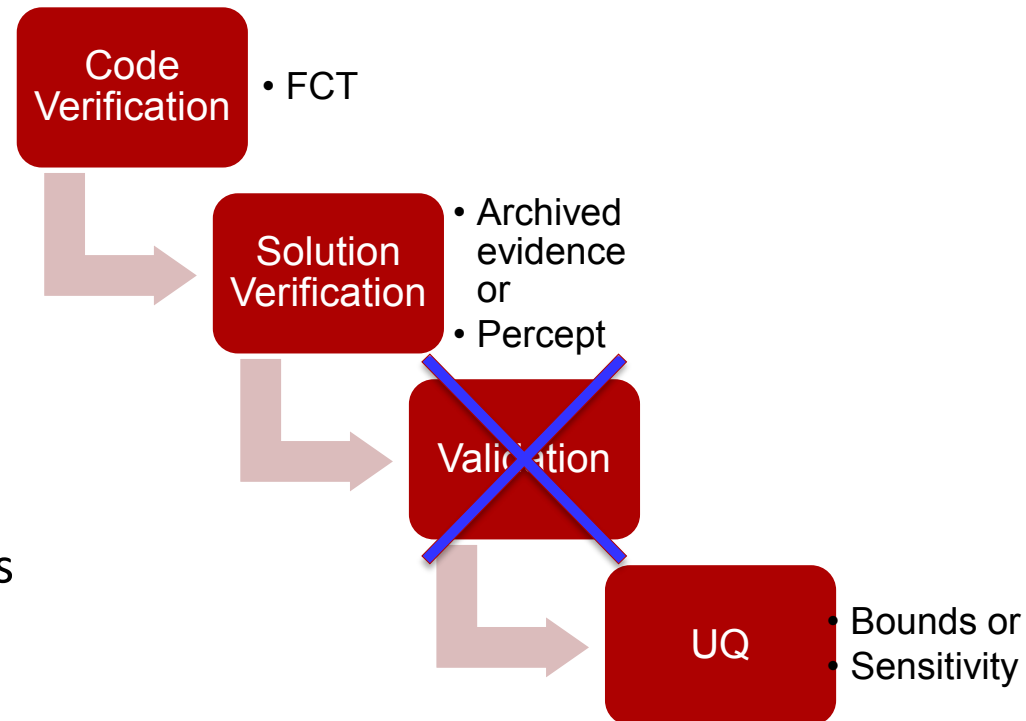 Code
Verification
• FCT
Solution
Verification
• Archived
evidence
or
• Percept
Validation
s
UQ
• Bounds or
• Sensitivity